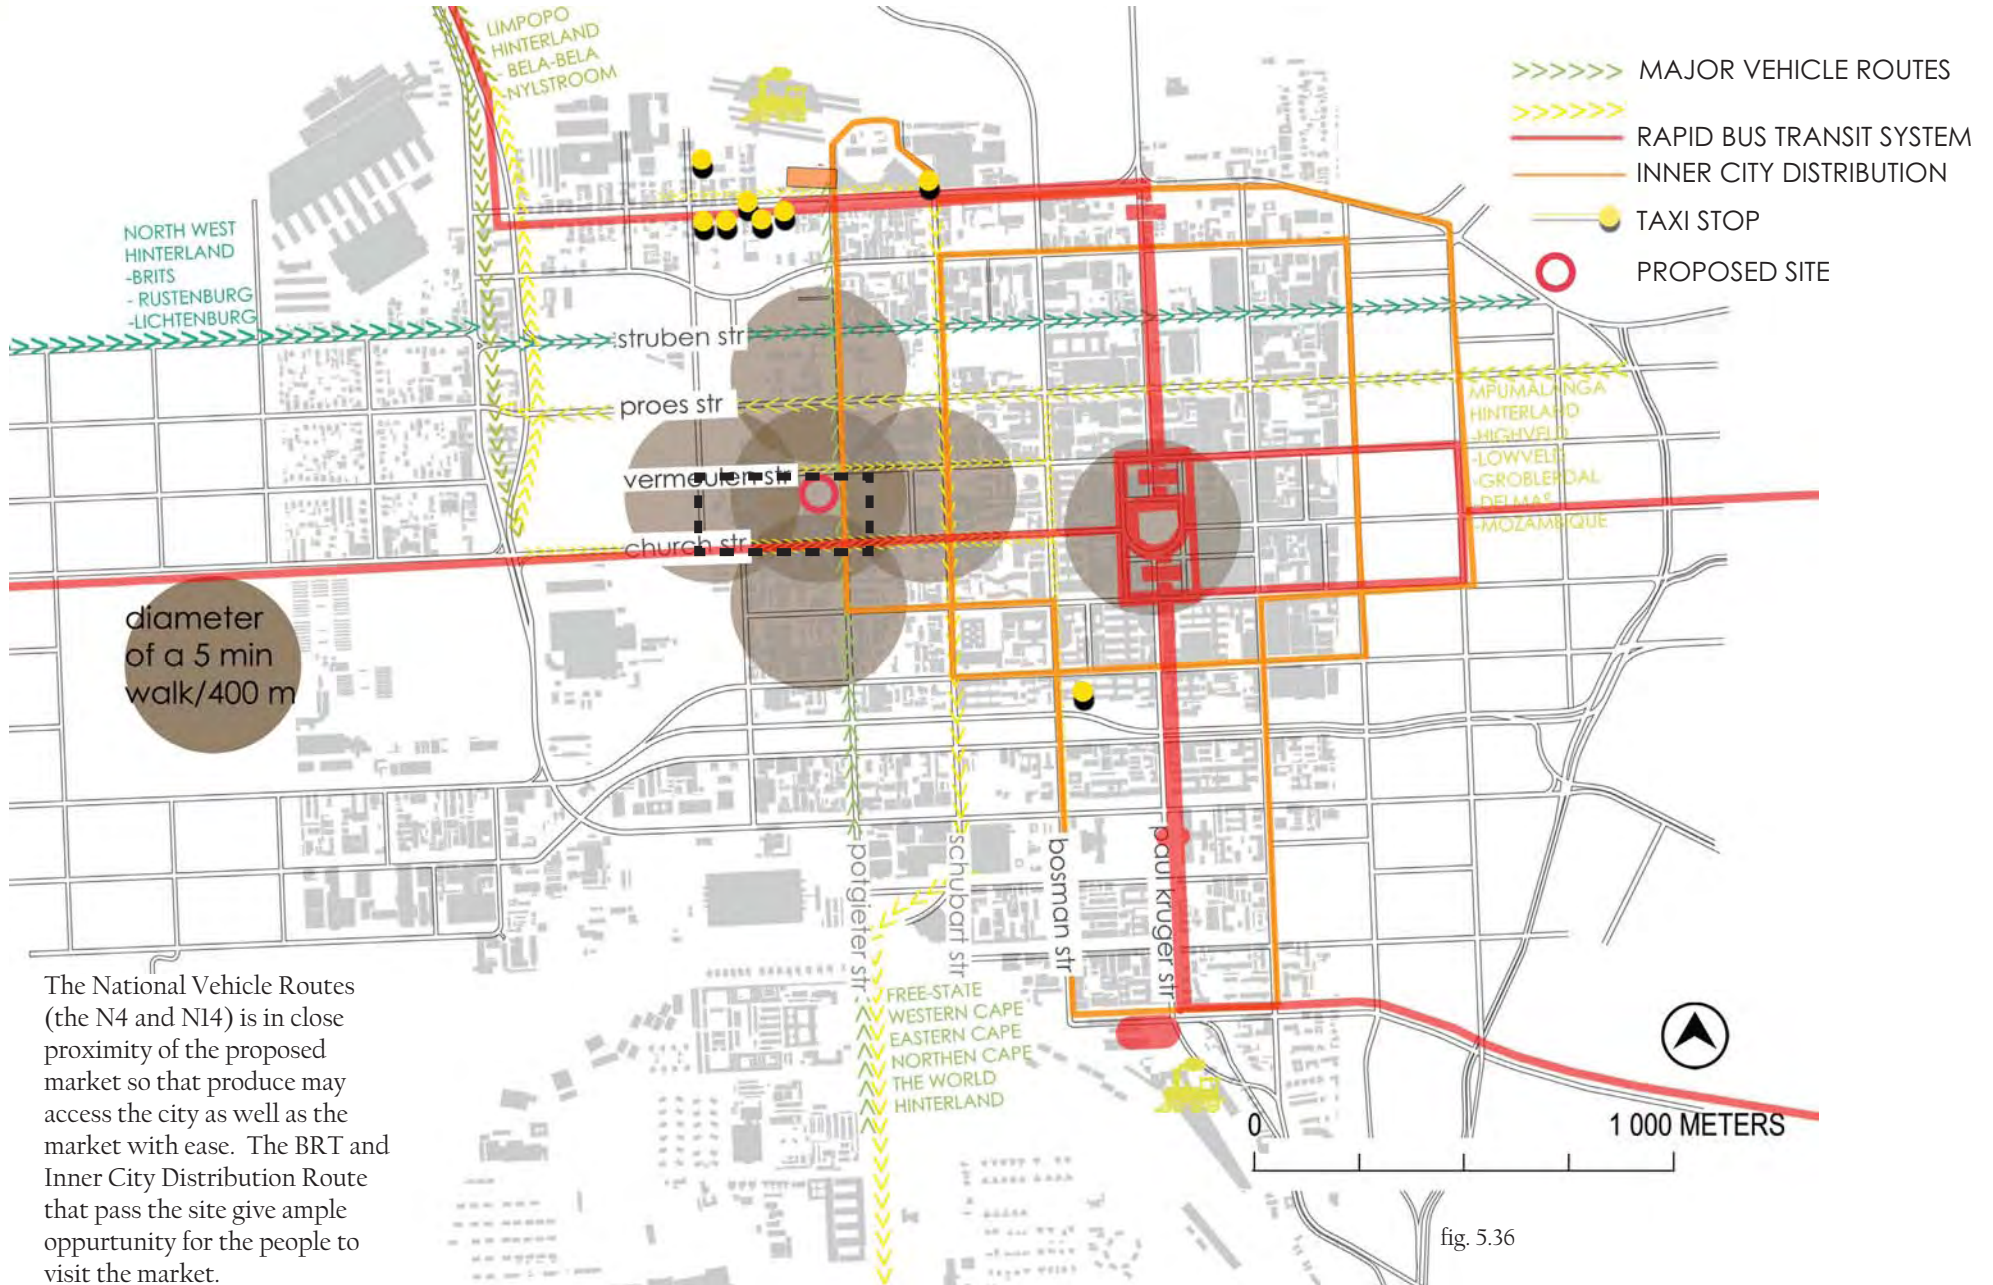 LIMPOPO
HINTERLAND
- BELA-BELA
-NYLSTROOM
MAJOR VEHICLE ROUTES
RAPID BUS TRANSIT SYSTEM
INNER CITY DISTRIBUTION
TAXI STOP
PROPOSED SITE
NORTH WEST
HINTERLAND
-BRITS
- RUSTENBURG
-LICHTENBURG
struben str
proes str
vermeulen str
church str
MPUMALANGA
HINTERLAND
-HIGHVELD
-LOWVELD
-GROBLERDAL
-DELMAS
-MOZAMBIQUE
diameter
of a 5 min
walk/400 m
potgieter str
schubart str
bosman str
paul kruger str
The National Vehicle Routes
(the N4 and N14) is in close
proximity of the proposed
market so that produce may
access the city as well as the
market with ease.  The BRT and
Inner City Distribution Route
that pass the site give ample
oppurtunity for the people to
visit the market.
FREE-STATE
WESTERN CAPE
EASTERN CAPE
NORTHEN CAPE
THE WORLD
HINTERLAND
0
1 000 METERS
fig. 5.36